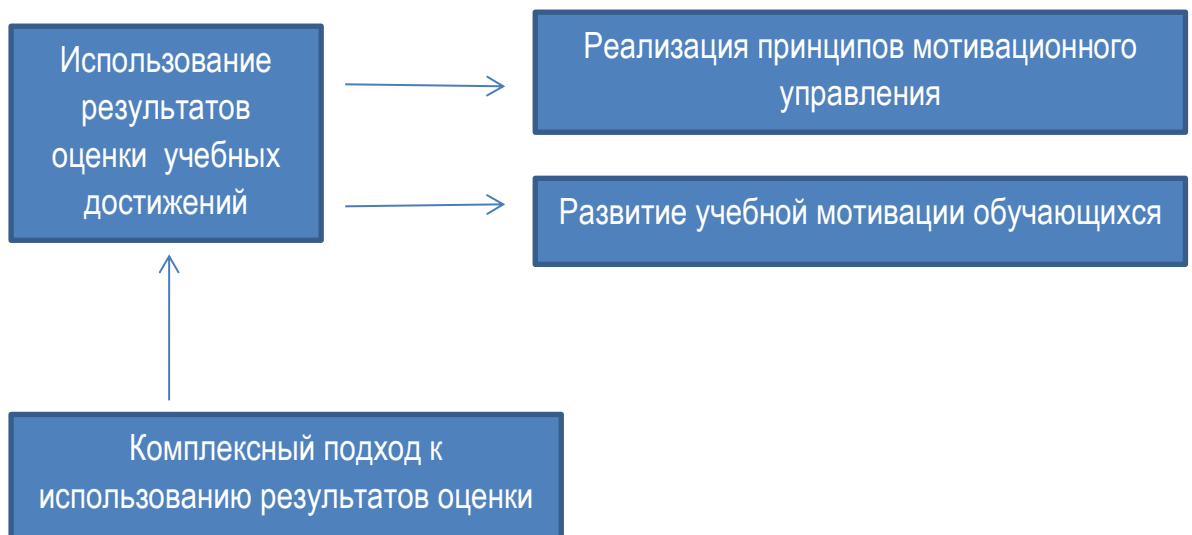 Использование
результатов
оценки учебных
достижений
Реализация принципов мотивационного
управления
Развитие учебной мотивации обучающихся
Комплексный подход к
использованию результатов оценки